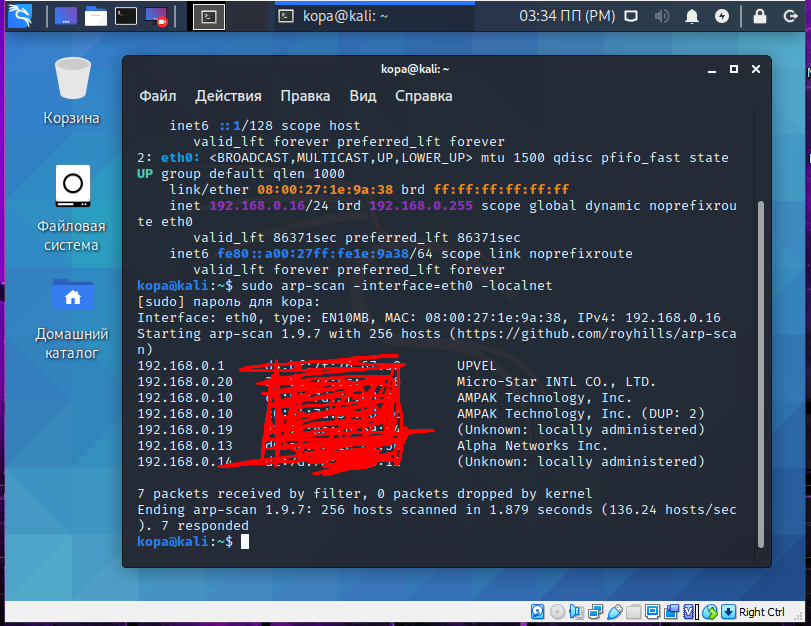 kopa@kali: ~
03:34 ПП (PM)
Корзина
Файловая
система
Домашний
каталог
kopa@kali: ~
Файл Действия Правка Вид Справка
inet6 ::1/128 scope host
valid_lft forever preferred_lft forever
2: eth0: <BROADCAST,MULTICAST,UP,LOWER_UP> mtu 1500 qdisc pfifo_fast state
UP group default qlen 1000
link/ether 08:00:27:1e:9a:38 brd ff:ff:ff:ff:ff:ff
inet 192.168.0.16/24 brd 192.168.0.255 scope global dynamic noprefixrou
te eth0
valid_lft 86371sec preferred_lft 86371sec
inet6 fe80::a00:27ff:fe1e:9a38/64 scope link noprefixroute
valid_lft forever preferred_lft forever
kopa@kali:~$ sudo arp-scan -interface=eth0 -localnet
[sudo] пароль для kopa:
Interface: eth0, type: EN10MB, MAC: 08:00:27:1e:9a:38, IPv4: 192.168.0.16
Starting arp-scan 1.9.7 with 256 hosts (https://github.com/royhills/arp-sca
n)
192.168.0.1 UPVEL
192.168.0.20 Micro-Star INTL CO., LTD.
192.168.0.10 AMPAK Technology, Inc.
192.168.0.10 AMPAK Technology, Inc. (DUP: 2)
192.168.0.19 (Unknown: locally administered)
192.168.0.13 Alpha Networks Inc.
192.168.0.14 (Unknown: locally administered)
7 packets received by filter, 0 packets dropped by kernel
Ending arp-scan 1.9.7: 256 hosts scanned in 1.879 seconds (136.24 hosts/sec
). 7 responded
kopa@kali:~$
Right Ctrl